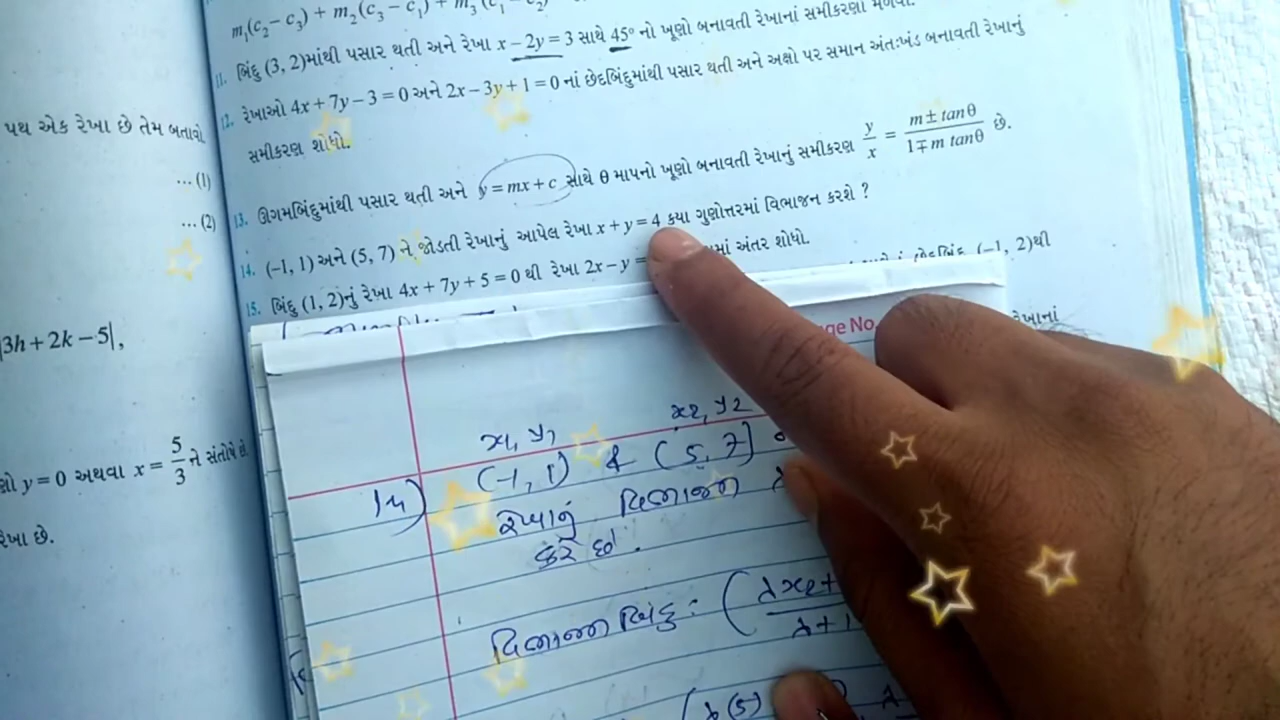 m₁(c₂ – c₃) + m₂(c₃ – c₁) + m₃(c₁ – c₂)
11. બિંદુ (3, 2)માંથી પસાર થતી અને રેખા x – 2y = 3 સાથે 45° નો ખૂણો બનાવતી રેખાનાં સમીકરણો
12. રેખાઓ 4x + 7y – 3 = 0 અને 2x – 3y + 1 = 0 નાં છેદબિંદુમાંથી પસાર થતી અને અક્ષો પર સમાન અંતઃખંડ બનાવતી રેખાનું
સમીકરણ શોધો.
13. ઊગમબિંદુમાંથી પસાર થતી અને y = mx + c સાથે θ માપનો ખૂણો બનાવતી રેખાનું સમીકરણ y/x = (m ± tanθ)/(1 ∓ m tanθ) છે.
14. (–1, 1) અને (5, 7) ને જોડતી રેખાનું આપેલ રેખા x + y = 4 કયા ગુણોત્તરમાં વિભાજન કરશે ?
15. બિંદુ (1, 2)નું રેખા 4x + 7y + 5 = 0 થી રેખા 2x – y = અંતર શોધો.
(–1, 2)થી
રેખાનાં
પથ એક રેખા છે તેમ બતાવો
... (1)
... (2)
|3h + 2k – 5|,
y = 0 અથવા x = 5/3 ને સંતોષે છે
રેખા છે.
ge No.
x₁, y₁ x₂, y₂
14) (-1, 1) & (5, 7)
રેખાનું વિભાજન λ
કરે છે.
વિભાજન બિંદુ : (λx₂+
λ+1
(λ(5)